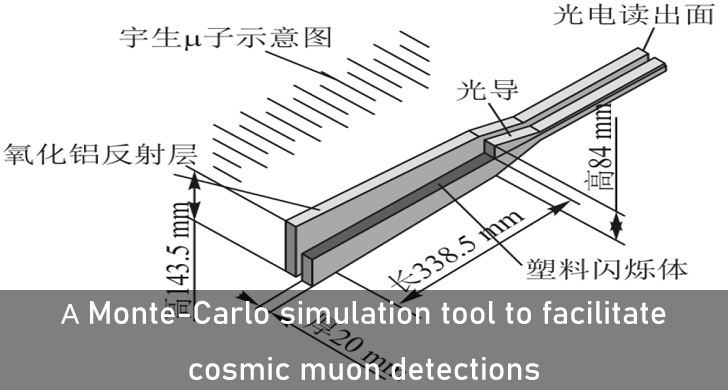 光电读出面
宇生μ子示意图
光导
氧化铝反射层
高84 mm
高143.5 mm
长338.5 mm
塑料闪烁体
厚20 mm
A Monte-Carlo simulation tool to facilitate
cosmic muon detections